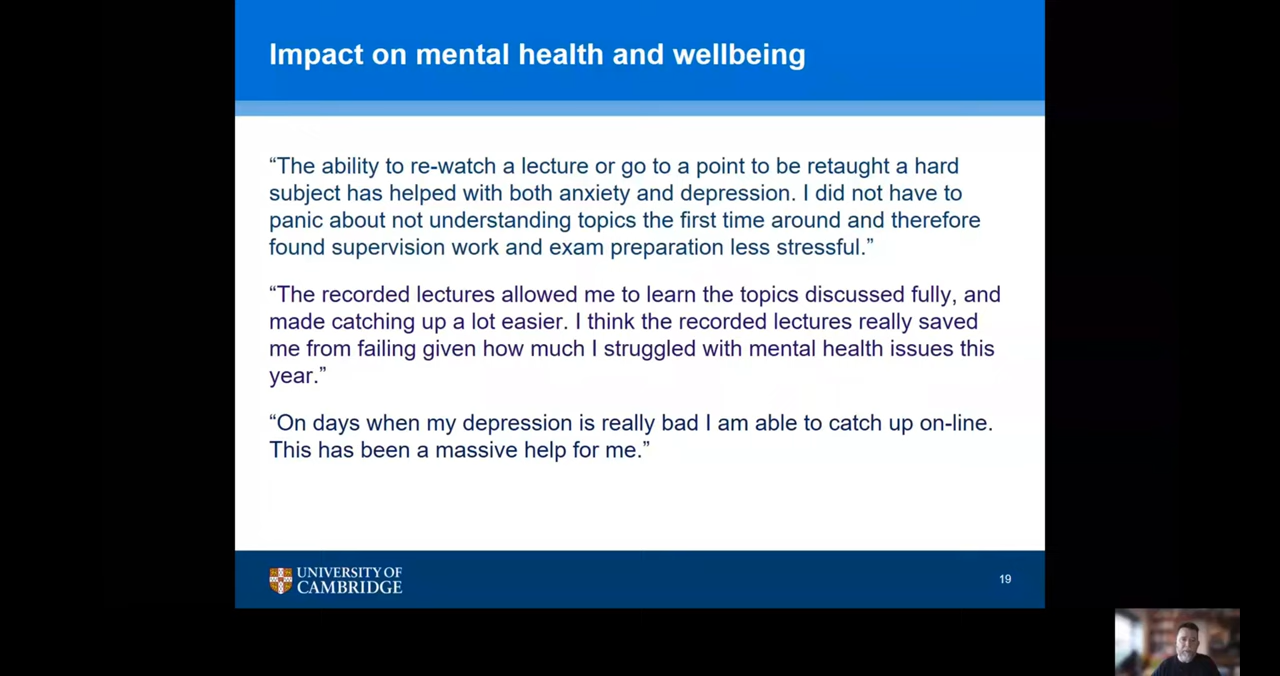 Impact on mental health and wellbeing
“The ability to re-watch a lecture or go to a point to be retaught a hard
subject has helped with both anxiety and depression. I did not have to
panic about not understanding topics the first time around and therefore
found supervision work and exam preparation less stressful.”
“The recorded lectures allowed me to learn the topics discussed fully, and
made catching up a lot easier. I think the recorded lectures really saved
me from failing given how much I struggled with mental health issues this
year.”
“On days when my depression is really bad I am able to catch up on-line.
This has been a massive help for me.”
UNIVERSITY OF
CAMBRIDGE
19